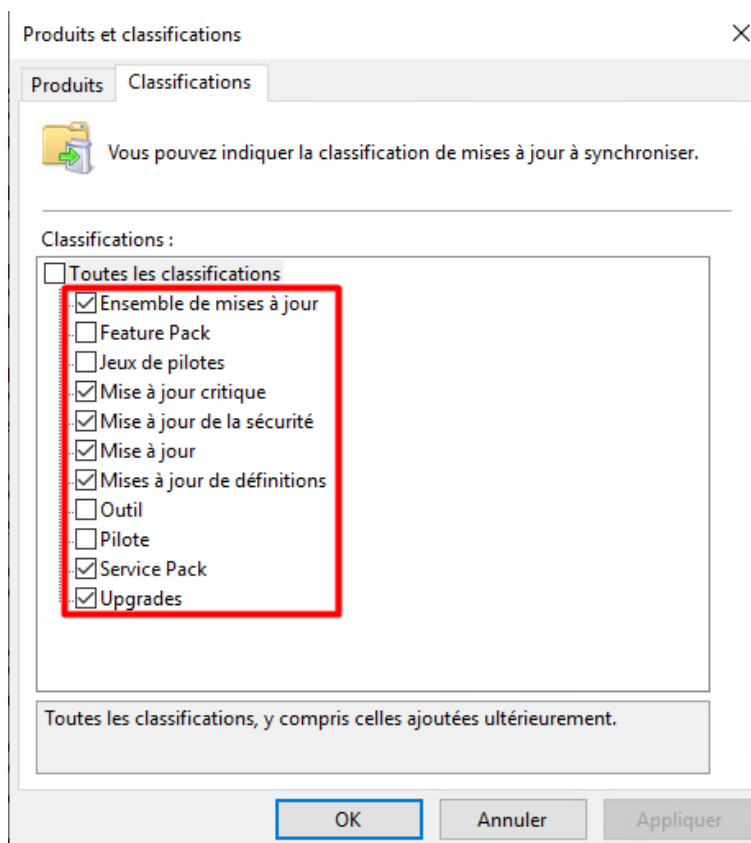 Produits et classifications
Produits
Classifications
Vous pouvez indiquer la classification de mises à jour à synchroniser.
Classifications :
Toutes les classifications
Ensemble de mises à jour
Feature Pack
Jeux de pilotes
Mise à jour critique
Mise à jour de la sécurité
Mise à jour
Mises à jour de définitions
Outil
Pilote
Service Pack
Upgrades
Toutes les classifications, y compris celles ajoutées ultérieurement.
OK
Annuler
Appliquer